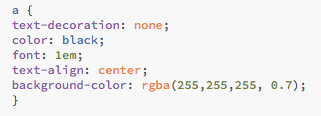 a {
text-decoration: none;
color: black;
font: 1em;
text-align: center;
background-color: rgba(255,255,255, 0.7);
}